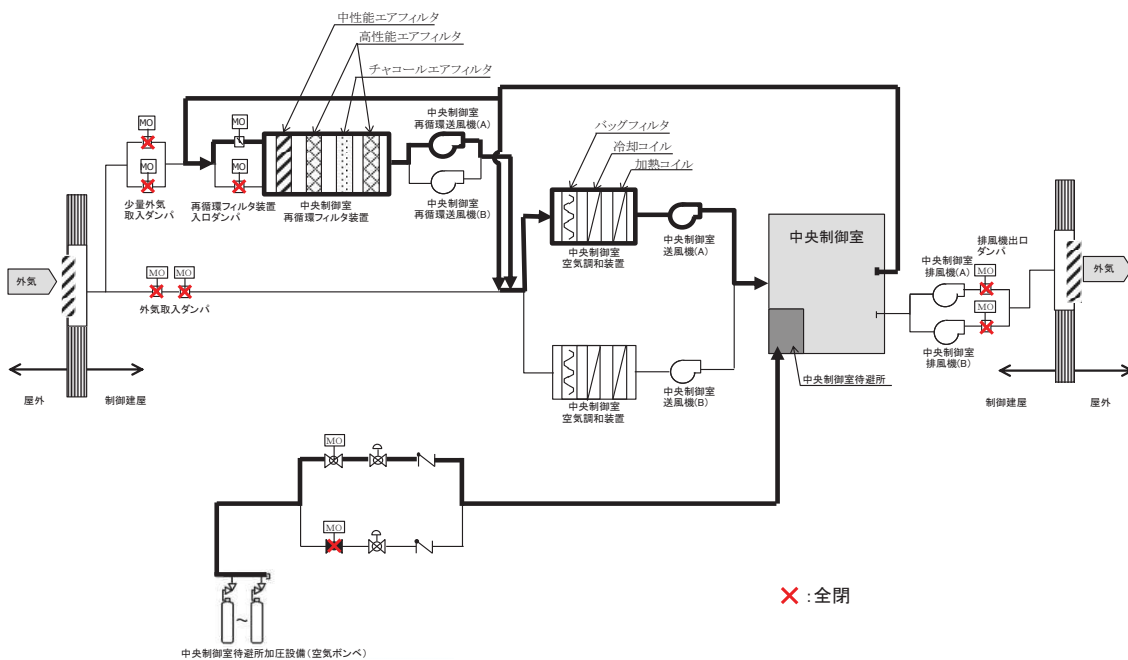 中性能エアフィルタ
高性能エアフィルタ
チャコールエアフィルタ
MO
MO
少量外気
取入ダンパ
MO
MO
再循環フィルタ装置
入口ダンパ
中央制御室
再循環フィルタ装置
中央制御室
再循環送風機(A)
中央制御室
再循環送風機(B)
バッグフィルタ
冷却コイル
加熱コイル
中央制御室
空気調和装置
中央制御室
送風機(A)
中央制御室
排風機出口
ダンパ
中央制御室
排風機(A)
MO
MO
中央制御室
排風機(B)
外気
外気
MO
MO
外気取入ダンパ
中央制御室
空気調和装置
中央制御室
送風機(B)
中央制御室待避所
屋外
制御建屋
制御建屋
屋外
MO
MO
~
中央制御室待避所加圧設備(空気ボンベ)
:全閉